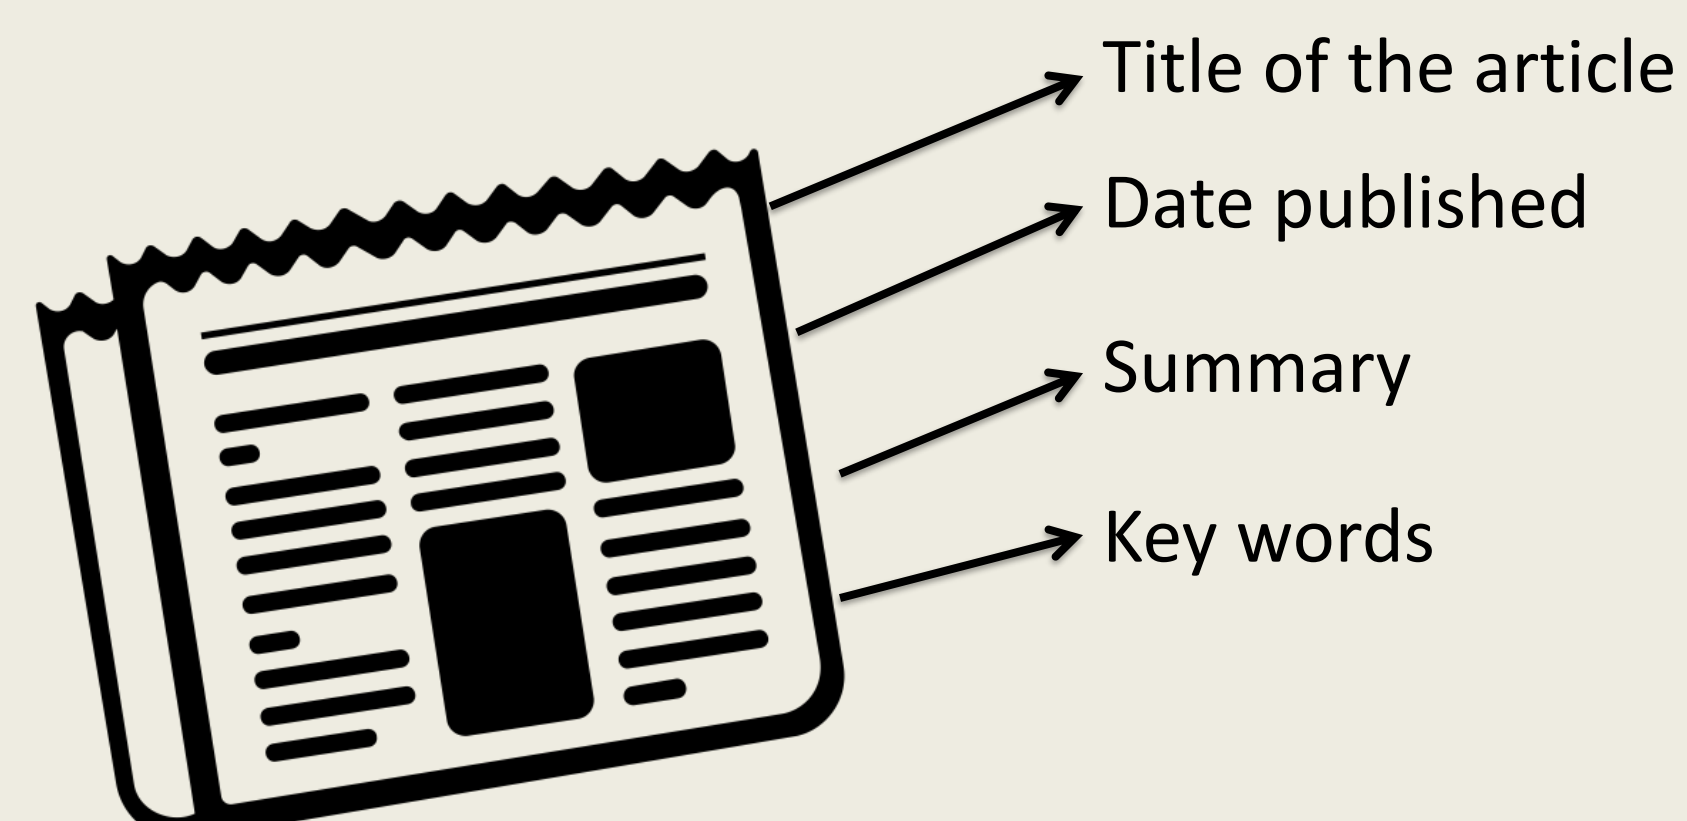 Title of the article
Date published
Summary
Key words